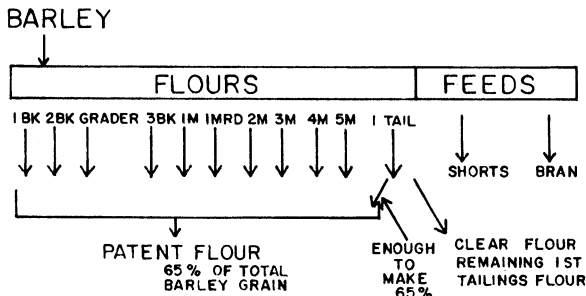 BARLEY
FLOURS FEEDS
1 BK 2BK GRADER 3BK 1M 1MRD 2M 3M 4M 5M 1 TAIL
SHORTS BRAN
PATENT FLOUR
65% OF TOTAL
BARLEY GRAIN
ENOUGH
TO
MAKE
65%
CLEAR FLOUR
REMAINING 1ST
TAILINGS FLOUR